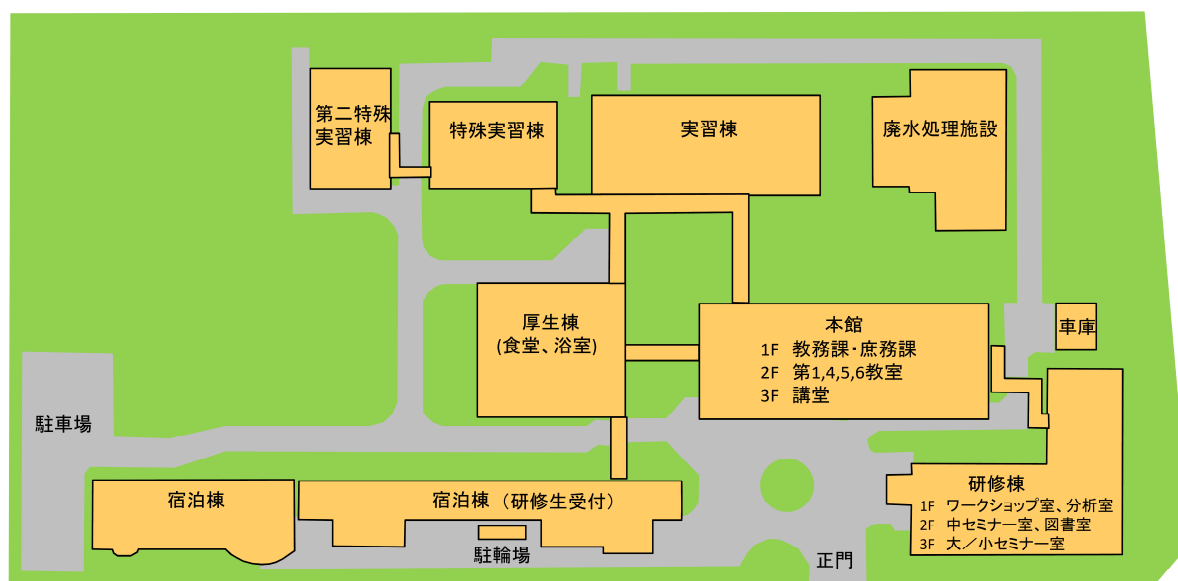 第二特殊
実習棟
特殊実習棟
実習棟
廃水処理施設
厚生棟
(食堂、浴室)
本館
1F 教務課・庶務課
2F 第1,4,5,6教室
3F 講堂
車庫
駐車場
宿泊棟
宿泊棟（研修生受付）
駐輪場
研修棟
1F ワークショップ室、分析室
2F 中セミナー室、図書室
3F 大／小セミナー室
正門